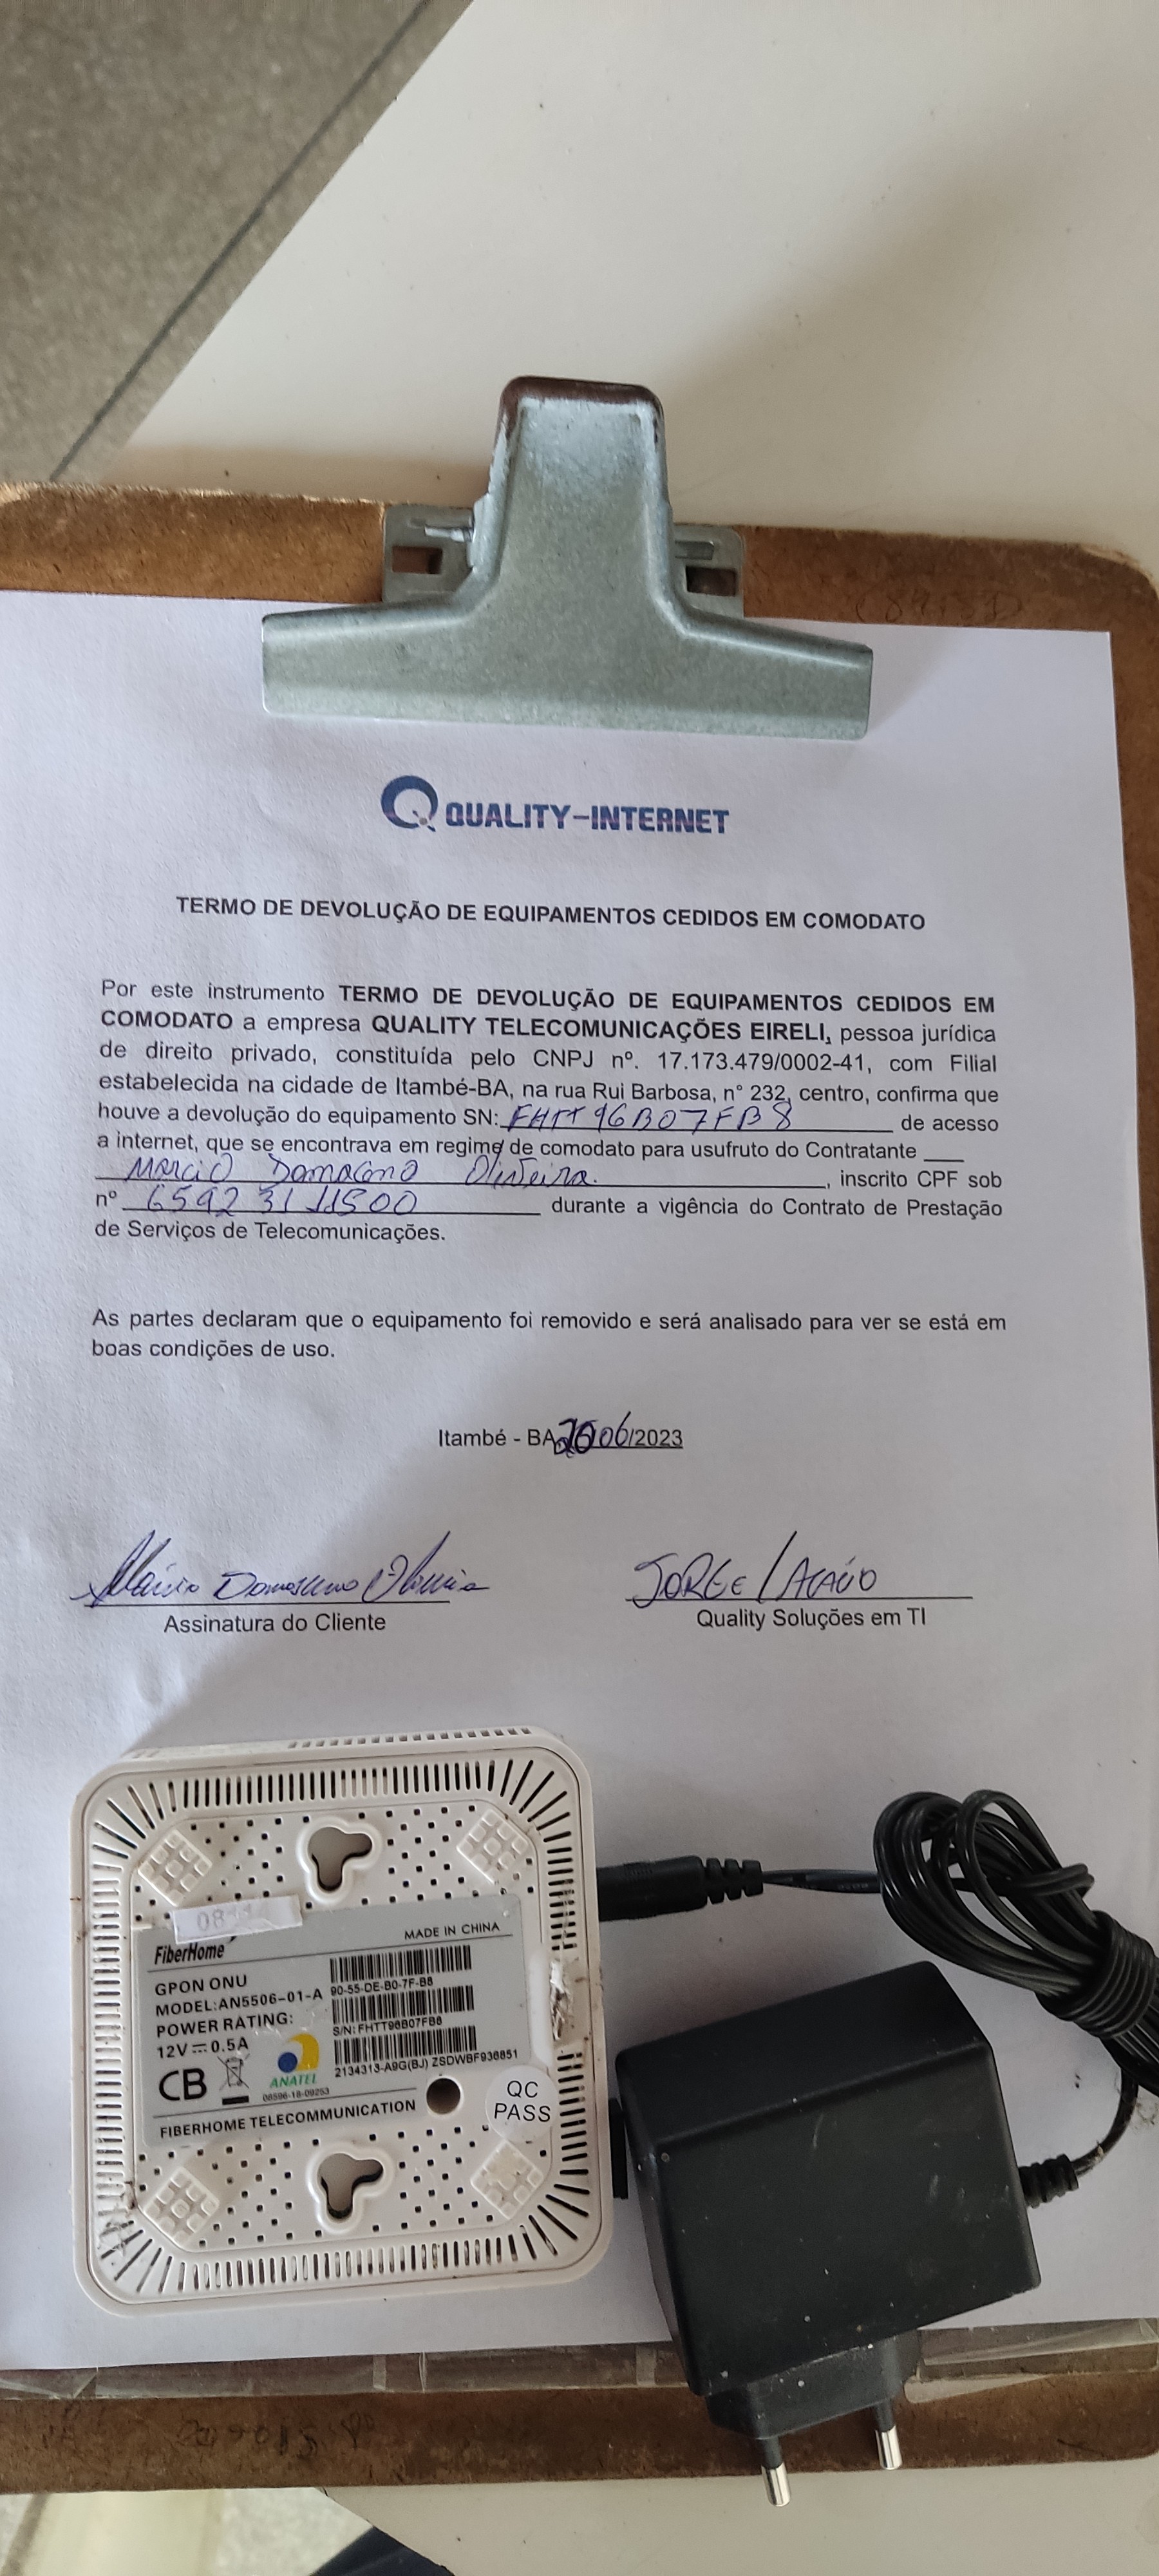 QUALITY-INTERNET
TERMO DE DEVOLUÇÃO DE EQUIPAMENTOS CEDIDOS EM COMODATO
Por este instrumento TERMO DE DEVOLUÇÃO DE EQUIPAMENTOS CEDIDOS EM
COMODATO a empresa QUALITY TELECOMUNICAÇÕES EIRELI, pessoa jurídica
de direito privado, constituída pelo CNPJ nº. 17.173.479/0002-41, com Filial
estabelecida na cidade de Itambé-BA, na rua Rui Barbosa, n° 232, centro, confirma que
houve a devolução do equipamento SN: FHTT96B07FB8 de acesso
a internet, que se encontrava em regime de comodato para usufruto do Contratante
Marcio Damaceno Oliveira. , inscrito CPF sob
nº 65923111500 durante a vigência do Contrato de Prestação
de Serviços de Telecomunicações.
As partes declaram que o equipamento foi removido e será analisado para ver se está em
boas condições de uso.
Itambé - BA 06/2023
Márcio Damasceno Oliveira JORGE /
Assinatura do Cliente Quality Soluções em TI
FiberHome MADE IN CHINA
GPON ONU
MODEL:AN5506-01-A 90-55-DE-B0-7F-B8
POWER RATING: S/N: FHTT96B07FB8
12V 0.5A 2134313-A9G(BJ) ZSDWBF936851
ANATEL
06596-18-09253
FIBERHOME TELECOMMUNICATION
QC
PASS